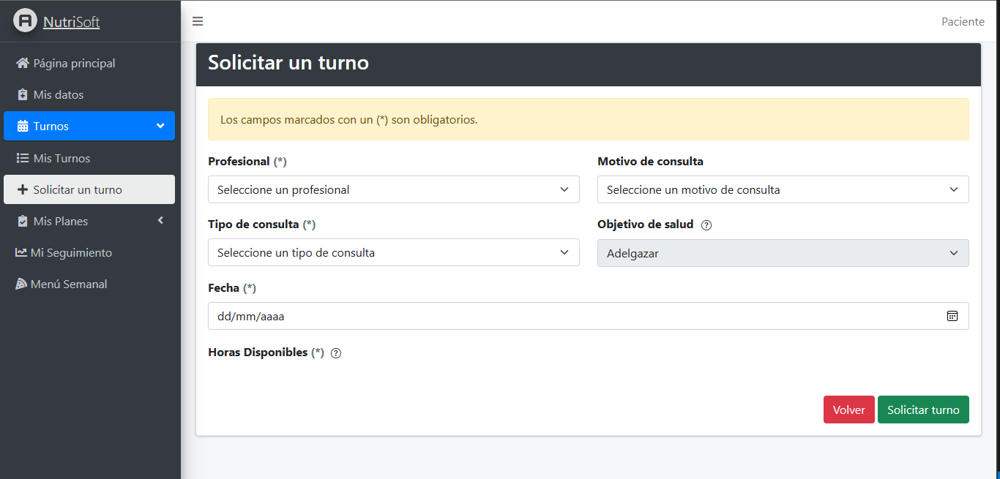 NutriSoft
Paciente
Página principal
Mis datos
Turnos
Mis Turnos
Solicitar un turno
Mis Planes
Mi Seguimiento
Menú Semanal
Solicitar un turno
Los campos marcados con un (*) son obligatorios.
Profesional (*)
Seleccione un profesional
Motivo de consulta
Seleccione un motivo de consulta
Tipo de consulta (*)
Seleccione un tipo de consulta
Objetivo de salud ?
Adelgazar
Fecha (*)
dd/mm/aaaa
Horas Disponibles (*) ?
Volver
Solicitar turno